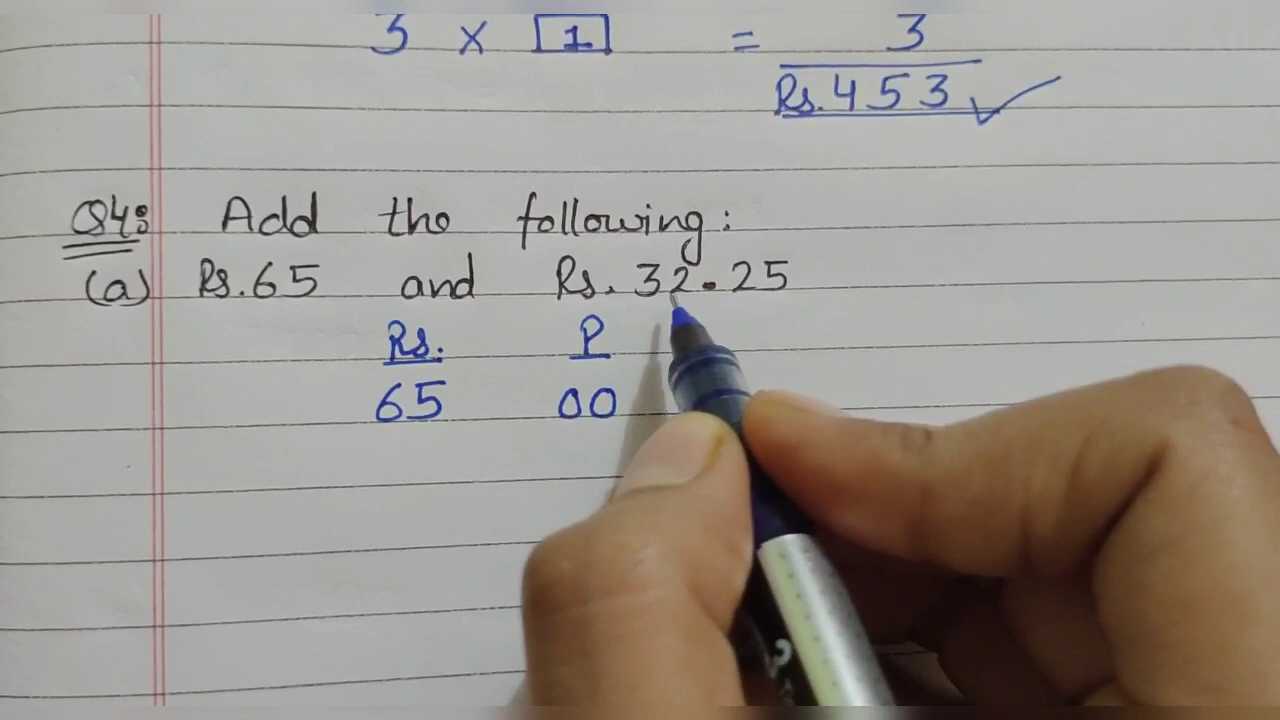 3 × 1 = 3
Rs. 453 ✓
Q4: Add the following:
(a) Rs. 65 and Rs. 32.25
Rs. P
65 00